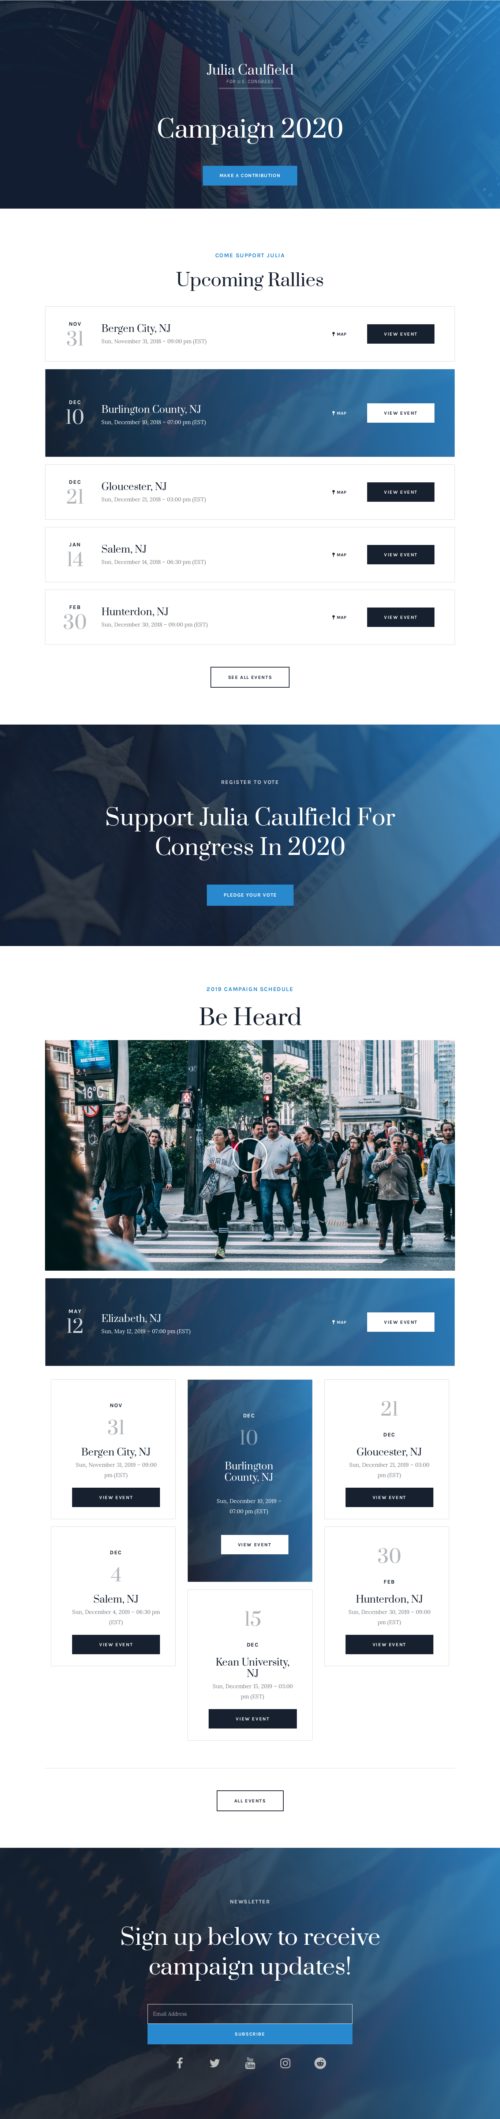 Julia Caulfield
FOR U.S. CONGRESS
Campaign 2020
MAKE A CONTRIBUTION
COME SUPPORT JULIA
Upcoming Rallies
NOV
31
Bergen City, NJ
Sun, November 31, 2018 – 09:00 pm (EST)
MAP
VIEW EVENT
DEC
10
Burlington County, NJ
Sun, December 10, 2018 – 07:00 pm (EST)
MAP
VIEW EVENT
DEC
21
Gloucester, NJ
Sun, December 21, 2018 – 03:00 pm (EST)
MAP
VIEW EVENT
JAN
14
Salem, NJ
Sun, December 14, 2018 – 06:30 pm (EST)
MAP
VIEW EVENT
FEB
30
Hunterdon, NJ
Sun, December 30, 2018 – 09:00 pm (EST)
MAP
VIEW EVENT
SEE ALL EVENTS
REGISTER TO VOTE
Support Julia Caulfield For
Congress In 2020
PLEDGE YOUR VOTE
2019 CAMPAIGN SCHEDULE
Be Heard
16°C
MAY
12
Elizabeth, NJ
Sun, May 12, 2019 – 07:00 pm (EST)
MAP
VIEW EVENT
NOV
31
Bergen City, NJ
Sun, November 31, 2019 – 09:00
pm (EST)
VIEW EVENT
DEC
10
Burlington
County, NJ
Sun, December 10, 2019 –
07:00 pm (EST)
VIEW EVENT
21
DEC
Gloucester, NJ
Sun, December 21, 2019 – 03:00
pm (EST)
VIEW EVENT
DEC
4
Salem, NJ
Sun, December 4, 2019 – 06:30 pm
(EST)
VIEW EVENT
15
DEC
Kean University,
NJ
Sun, December 15, 2019 – 03:00
pm (EST)
VIEW EVENT
30
FEB
Hunterdon, NJ
Sun, December 30, 2019 – 09:00
pm (EST)
VIEW EVENT
ALL EVENTS
NEWSLETTER
Sign up below to receive
campaign updates!
Email Address
SUBSCRIBE